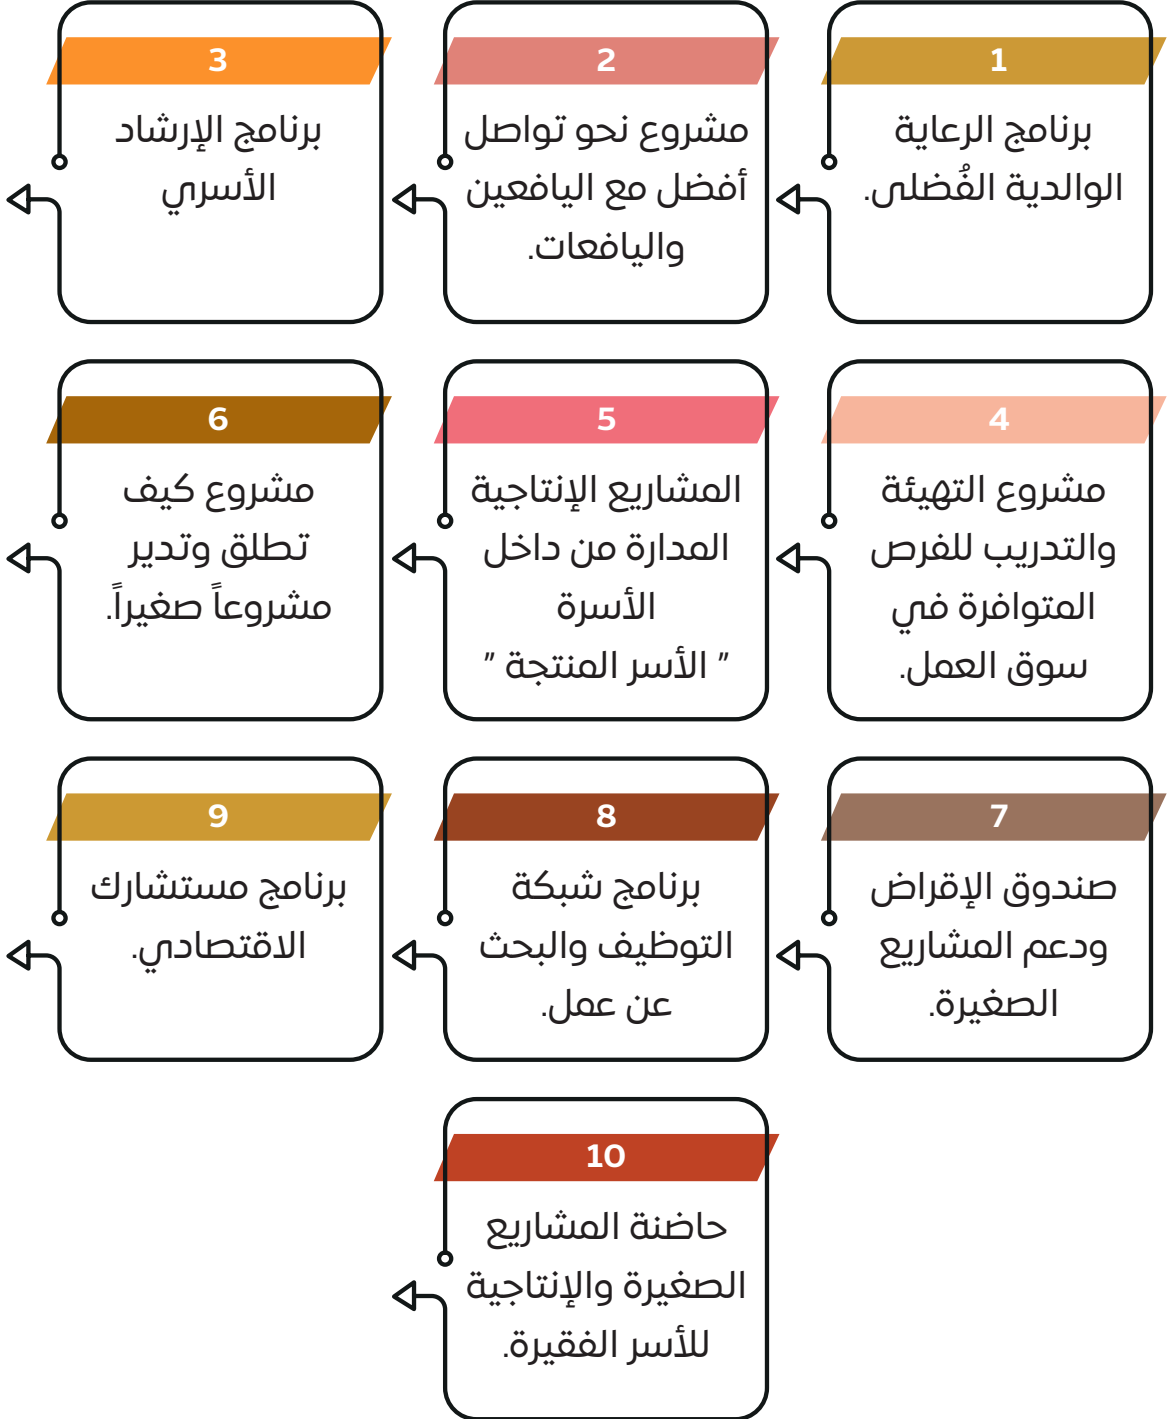 1
برنامج الرعاية
الوالدية الفُضلى.
2
مشروع نحو تواصل
أفضل مع اليافعين
واليافعات.
3
برنامج الإرشاد
الأسري
4
مشروع التهيئة
والتدريب للفرص
المتوافرة في
سوق العمل.
5
المشاريع الإنتاجية
المدارة من داخل
الأسرة
" الأسر المنتجة "
6
مشروع كيف
تطلق وتدير
مشروعاً صغيراً.
7
صندوق الإقراض
ودعم المشاريع
الصغيرة.
8
برنامج شبكة
التوظيف والبحث
عن عمل.
9
برنامج مستشارك
الاقتصادي.
10
حاضنة المشاريع
الصغيرة والإنتاجية
للأسر الفقيرة.